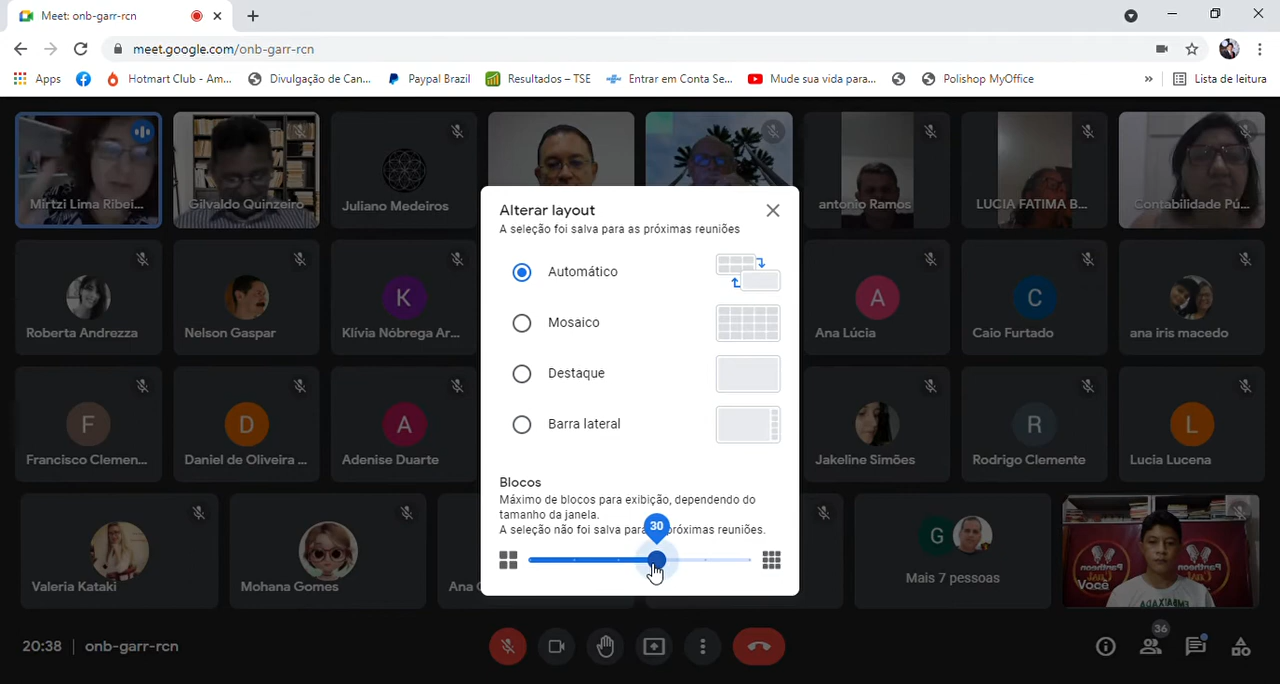 Meet: onb-garr-rcn
meet.google.com/onb-garr-rcn
Apps
Hotmart Club - Am...
Divulgação de Can...
Paypal Brazil
Resultados – TSE
Entrar em Conta Se...
Mude sua vida para...
Polishop MyOffice
»
Lista de leitura
Mirtzi Lima Ribei...
Gilvaldo Quinzeiro
Juliano Medeiros
antonio Ramos
LUCIA FATIMA B...
Contabilidade Pú...
Roberta Andrezza
Nelson Gaspar
K
Klívia Nóbrega Ar...
A
Ana Lúcia
C
Caio Furtado
ana iris macedo
F
Francisco Clemen...
D
Daniel de Oliveira ...
A
Adenise Duarte
Jakeline Simões
R
Rodrigo Clemente
L
Lucia Lucena
Valeria Kataki
Mohana Gomes
Ana
G
Mais 7 pessoas
Você
Alterar layout
A seleção foi salva para as próximas reuniões
Automático
Mosaico
Destaque
Barra lateral
Blocos
Máximo de blocos para exibição, dependendo do
tamanho da janela.
A seleção não foi salva para próximas reuniões.
30
20:38 | onb-garr-rcn
36